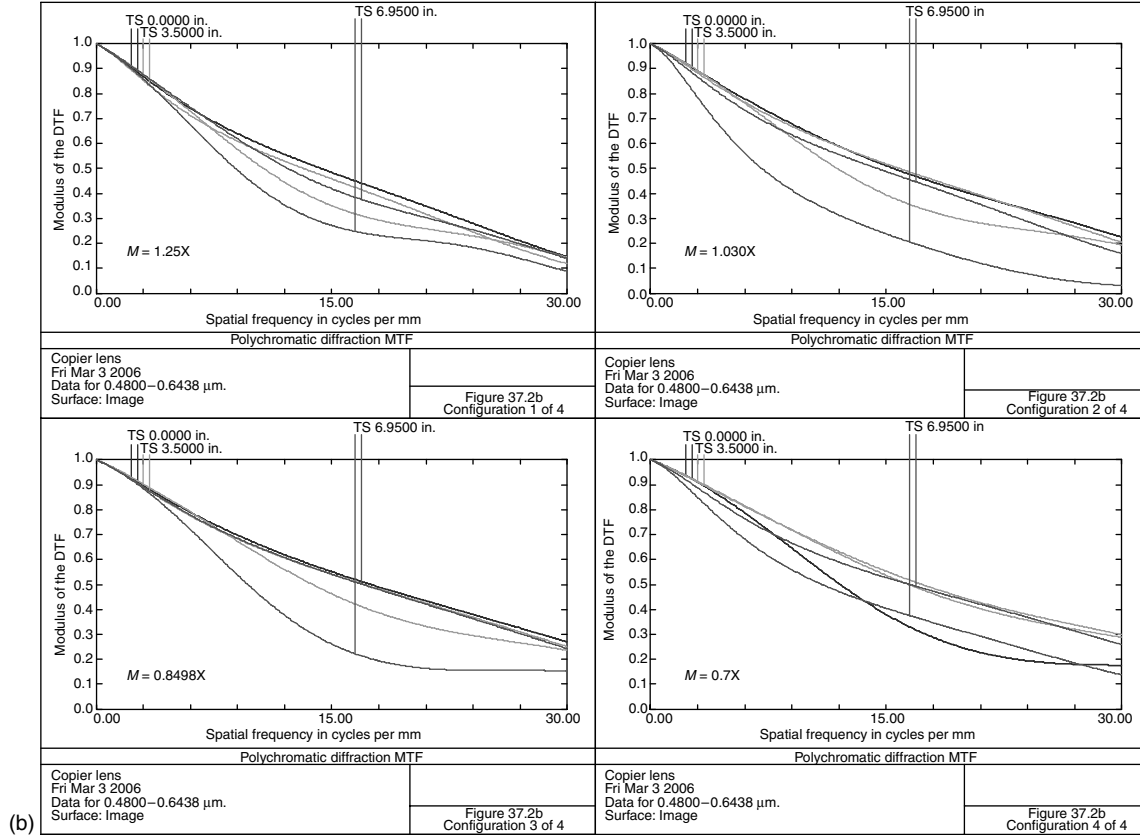 TS 0.0000 in.
TS 3.5000 in.
TS 6.9500 in.
1.0
0.9
0.8
0.7
0.6
0.5
0.4
0.3
0.2
0.1
0.0
Modulus of the DTF
M = 1.25X
0.00
15.00
30.00
Spatial frequency in cycles per mm
Polychromatic diffraction MTF
Copier lens
Fri Mar 3 2006
Data for 0.4800−0.6438 μm.
Surface: Image
Figure 37.2b
Configuration 1 of 4
TS 0.0000 in.
TS 3.5000 in.
TS 6.9500 in
1.0
0.9
0.8
0.7
0.6
0.5
0.4
0.3
0.2
0.1
0.0
Modulus of the DTF
M = 1.030X
0.00
15.00
30.00
Spatial frequency in cycles per mm
Polychromatic diffraction MTF
Copier lens
Fri Mar 3 2006
Data for 0.4800−0.6438 μm.
Surface: Image
Figure 37.2b
Configuration 2 of 4
TS 0.0000 in.
TS 3.5000 in.
TS 6.9500 in.
1.0
0.9
0.8
0.7
0.6
0.5
0.4
0.3
0.2
0.1
0.0
Modulus of the DTF
M = 0.8498X
0.00
15.00
30.00
Spatial frequency in cycles per mm
Polychromatic diffraction MTF
Copier lens
Fri Mar 3 2006
Data for 0.4800−0.6438 μm.
Surface: Image
Figure 37.2b
Configuration 3 of 4
TS 0.0000 in.
TS 3.5000 in.
TS 6.9500 in.
1.0
0.9
0.8
0.7
0.6
0.5
0.4
0.3
0.2
0.1
0.0
Modulus of the DTF
M = 0.7X
0.00
15.00
30.00
Spatial frequency in cycles per mm
Polychromatic diffraction MTF
Copier lens
Fri Mar 3 2006
Data for 0.4800−0.6438 μm.
Surface: Image
Figure 37.2b
Configuration 4 of 4
(b)